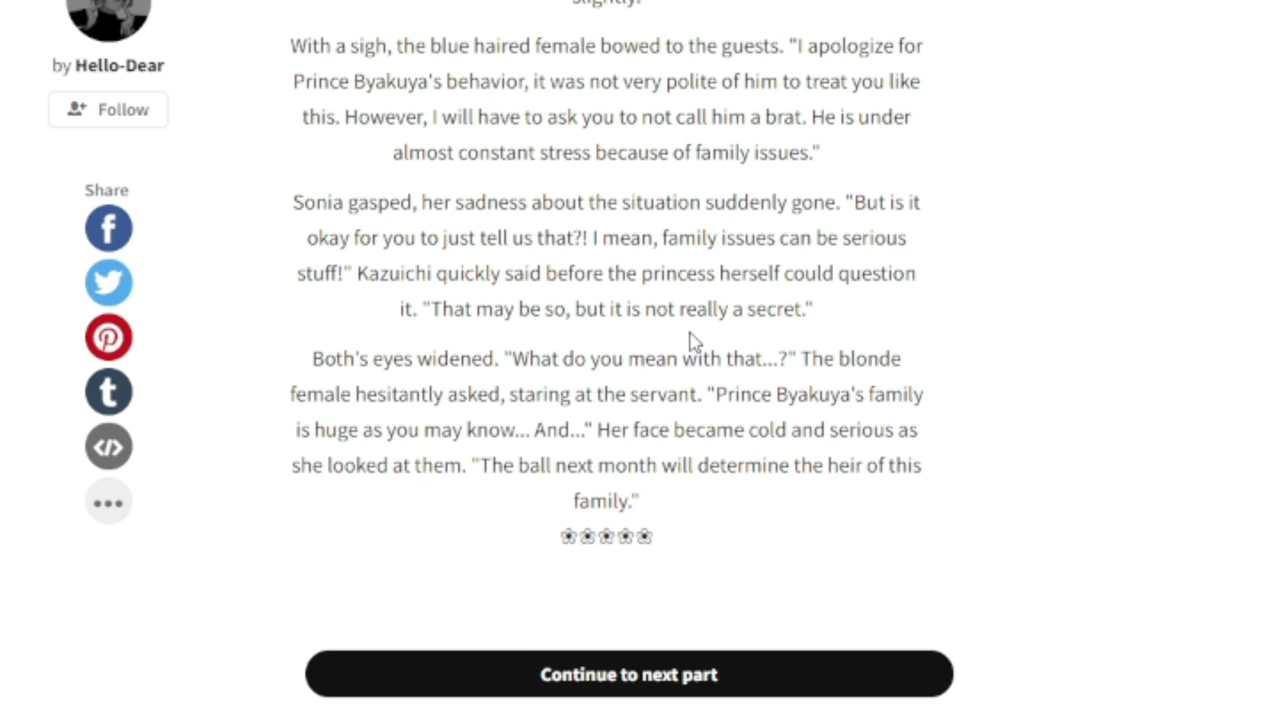 slightly.
by Hello-Dear
Follow
Share
With a sigh, the blue haired female bowed to the guests. "I apologize for
Prince Byakuya's behavior, it was not very polite of him to treat you like
this. However, I will have to ask you to not call him a brat. He is under
almost constant stress because of family issues."
Sonia gasped, her sadness about the situation suddenly gone. "But is it
okay for you to just tell us that?! I mean, family issues can be serious
stuff!" Kazuichi quickly said before the princess herself could question
it. "That may be so, but it is not really a secret."
Both's eyes widened. "What do you mean with that...?" The blonde
female hesitantly asked, staring at the servant. "Prince Byakuya's family
is huge as you may know... And..." Her face became cold and serious as
she looked at them. "The ball next month will determine the heir of this
family."
❀❀❀❀❀
Continue to next part